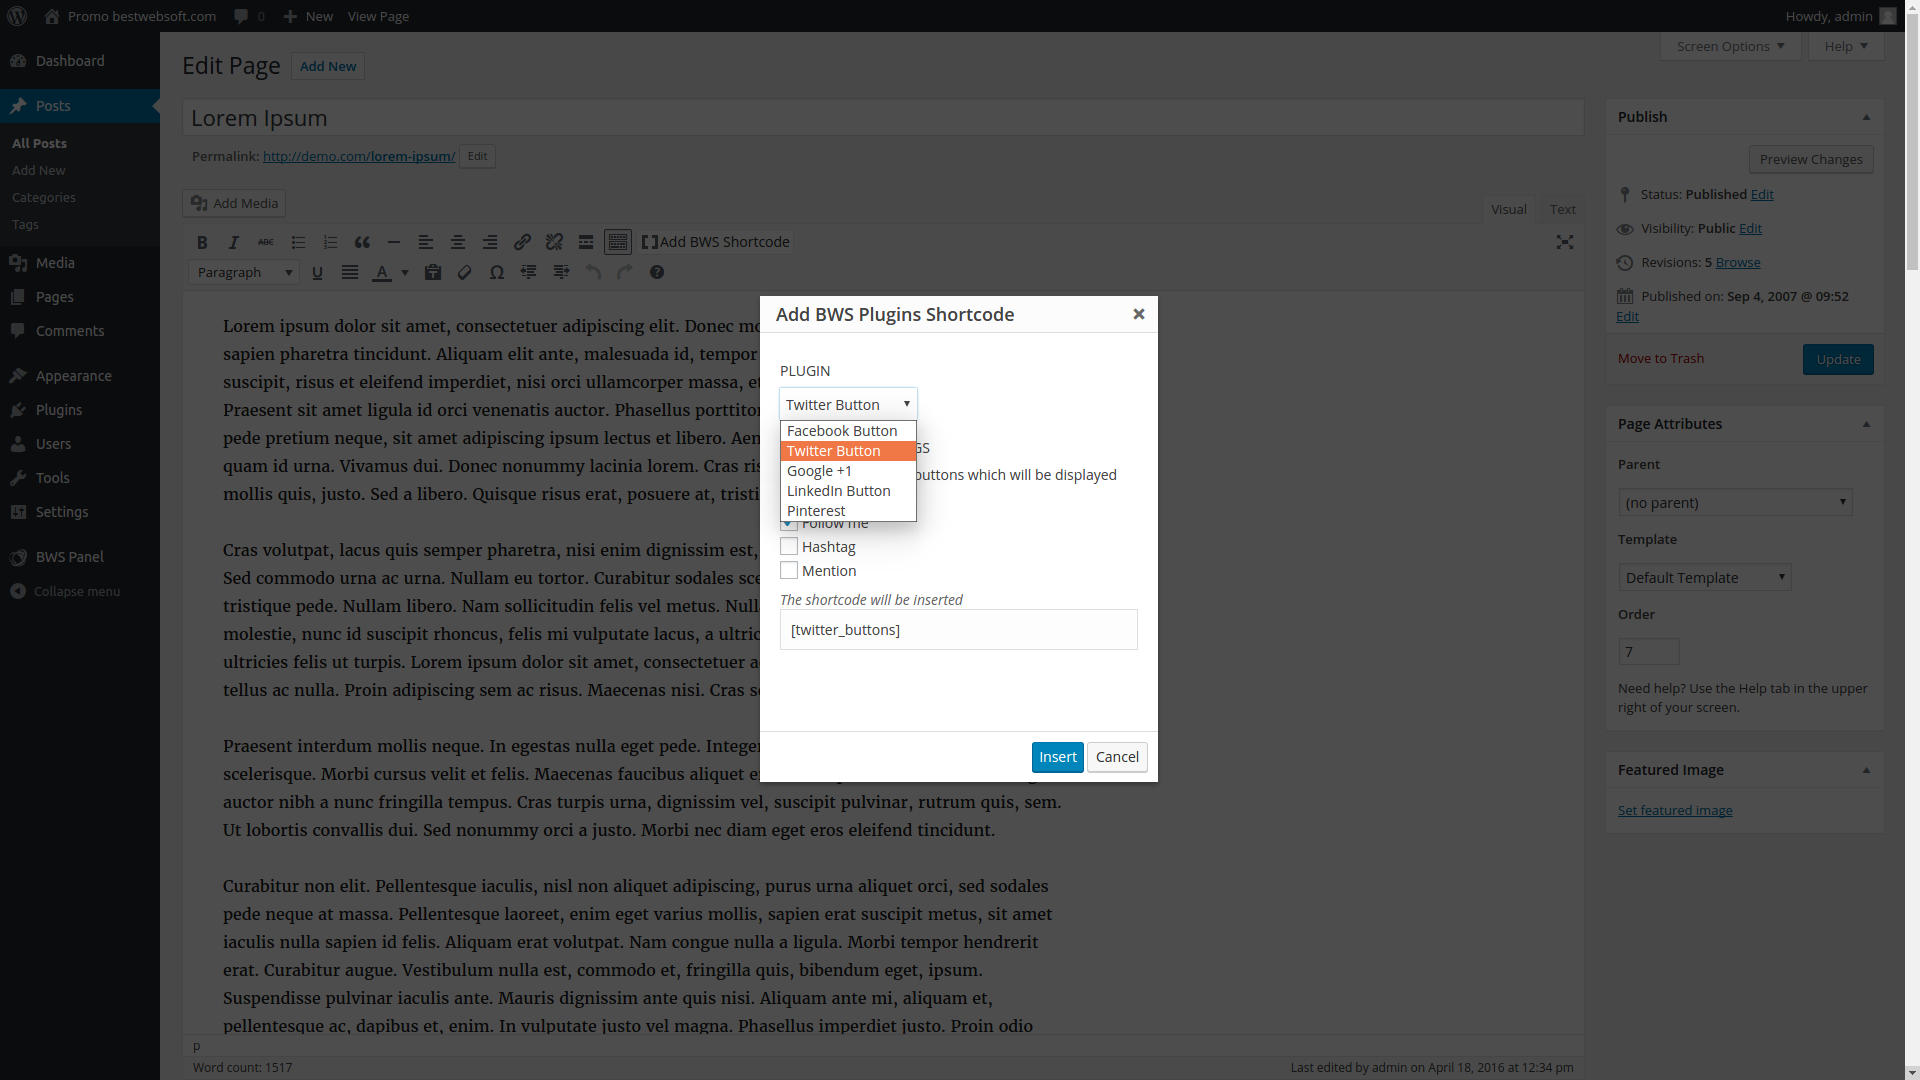 Promo bestwebsoft.com 0 New View Page Howdy, admin
Screen Options Help
Dashboard
Posts
All Posts
Add New
Categories
Tags
Media
Pages
Comments
Appearance
Plugins
Users
Tools
Settings
BWS Panel
Collapse menu
Edit Page Add New
Lorem Ipsum
Permalink: http://demo.com/lorem-ipsum/ Edit
Add Media Visual Text
B I ABC Add BWS Shortcode
Paragraph U A Ω
Lorem ipsum dolor sit amet, consectetuer adipiscing elit. Donec
sapien pharetra tincidunt. Aliquam elit ante, malesuada id, tempor
suscipit, risus et eleifend imperdiet, nisi orci ullamcorper massa,
Praesent sit amet ligula id orci venenatis auctor. Phasellus
pede pretium neque, sit amet adipiscing ipsum lectus et libero.
quam id urna. Vivamus dui. Donec nonummy lacinia lorem. Cras
mollis quis, justo. Sed a libero. Quisque risus erat, posuere at,
Cras volutpat, lacus quis semper pharetra, nisi enim dignissim est,
Sed commodo urna ac urna. Nullam eu tortor. Curabitur sodales
tristique pede. Nullam libero. Nam sollicitudin felis vel metus.
molestie, nunc id suscipit rhoncus, felis mi vulputate lacus, a
ultricies felis ut turpis. Lorem ipsum dolor sit amet, consectetuer
tellus ac nulla. Proin adipiscing sem ac risus. Maecenas nisi. Cras
Praesent interdum mollis neque. In egestas nulla eget pede.
scelerisque. Morbi cursus velit et felis. Maecenas faucibus aliquet
auctor nibh a nunc fringilla tempus. Cras turpis urna, dignissim vel, suscipit pulvinar, rutrum quis, sem.
Ut lobortis convallis dui. Sed nonummy orci a justo. Morbi nec diam eget eros eleifend tincidunt.
Curabitur non elit. Pellentesque iaculis, nisl non aliquet adipiscing, purus urna aliquet orci, sed sodales
pede neque at massa. Pellentesque laoreet, enim eget varius mollis, sapien erat suscipit metus, sit amet
iaculis nulla sapien id felis. Aliquam erat volutpat. Nam congue nulla a ligula. Morbi tempor hendrerit
erat. Curabitur augue. Vestibulum nulla est, commodo et, fringilla quis, bibendum eget, ipsum.
Suspendisse pulvinar iaculis ante. Mauris dignissim ante quis nisi. Aliquam ante mi, aliquam et,
pellentesque ac, dapibus et, enim. In vulputate justo vel magna. Phasellus imperdiet justo. Proin odio
p
Word count: 1517 Last edited by admin on April 18, 2016 at 12:34 pm
Add BWS Plugins Shortcode
PLUGIN
Twitter Button
Facebook Button
Twitter Button
Google +1
LinkedIn Button
Pinterest
buttons which will be displayed
Follow me
Hashtag
Mention
The shortcode will be inserted
[twitter_buttons]
Insert Cancel
Publish
Preview Changes
Status: Published Edit
Visibility: Public Edit
Revisions: 5 Browse
Published on: Sep 4, 2007 @ 09:52
Edit
Move to Trash Update
Page Attributes
Parent
(no parent)
Template
Default Template
Order
7
Need help? Use the Help tab in the upper
right of your screen.
Featured Image
Set featured image